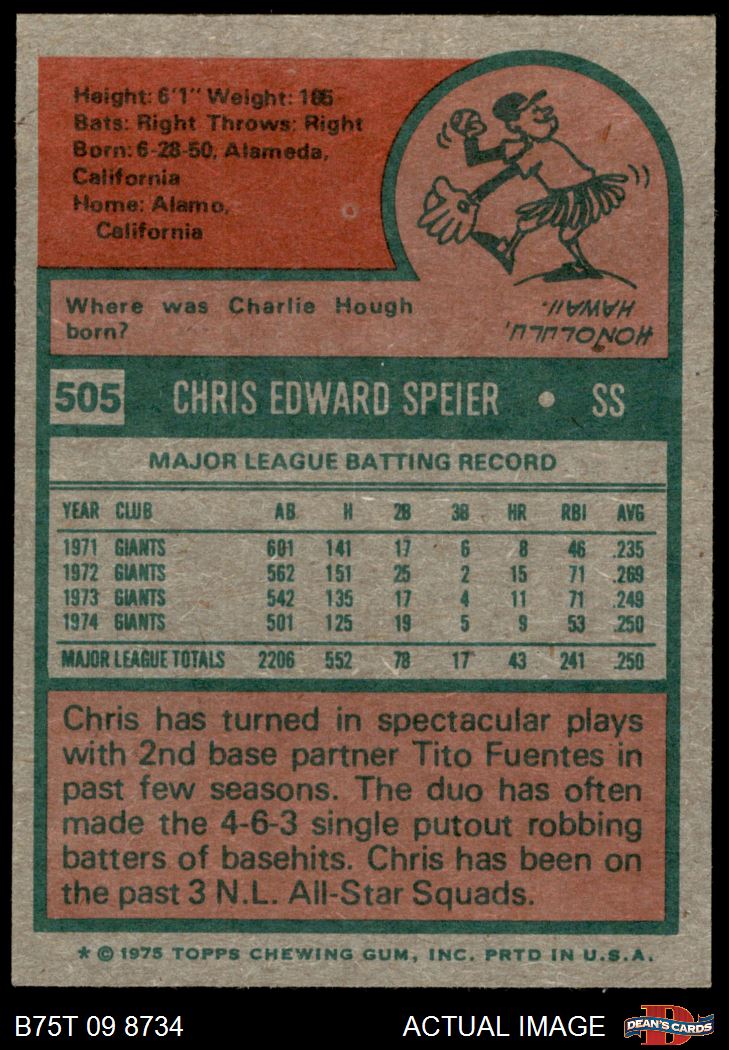 Height: 6'1" Weight: 185
Bats: Right Throws: Right
Born: 6-28-50, Alameda,
California
Home: Alamo,
California
Where was Charlie Hough
born?
HONOLULU,
HAWAII.
505 CHRIS EDWARD SPEIER • SS
MAJOR LEAGUE BATTING RECORD
YEAR CLUB AB H 2B 3B HR RBI AVG
1971 GIANTS 601 141 17 6 8 46 .235
1972 GIANTS 562 151 25 2 15 71 .269
1973 GIANTS 542 135 17 4 11 71 .249
1974 GIANTS 501 125 19 5 9 53 .250
MAJOR LEAGUE TOTALS 2206 552 78 17 43 241 .250
Chris has turned in spectacular plays
with 2nd base partner Tito Fuentes in
past few seasons. The duo has often
made the 4-6-3 single putout robbing
batters of basehits. Chris has been on
the past 3 N.L. All-Star Squads.
* © 1975 TOPPS CHEWING GUM, INC. PRTD IN U.S.A.
B75T 09 8734 ACTUAL IMAGE DEAN'S CARDS